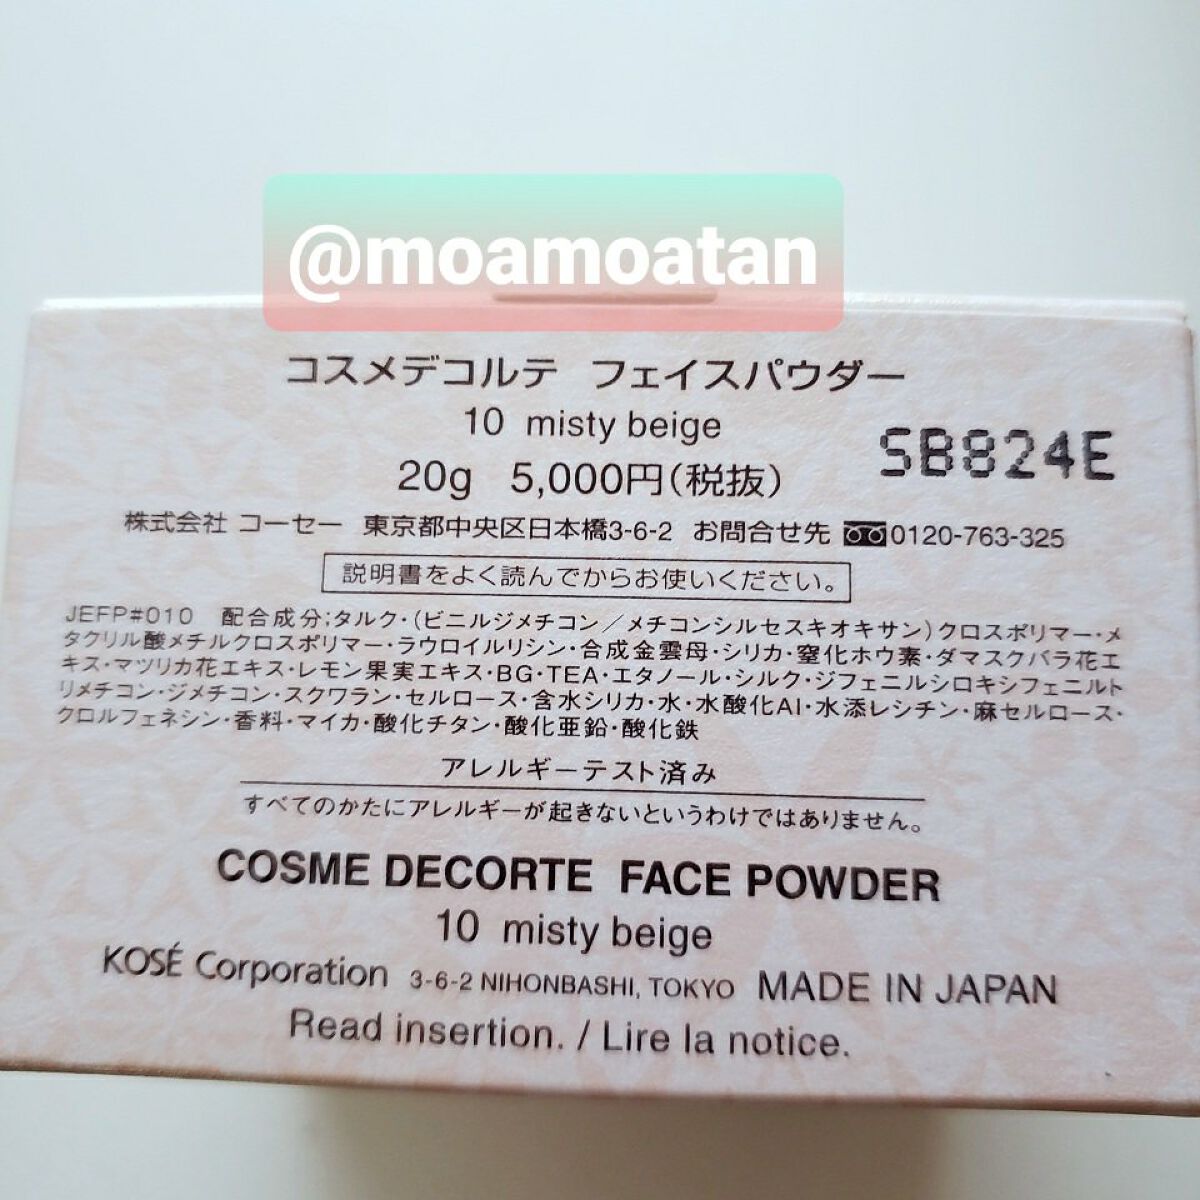 @moamoatan
コスメデコルテ フェイスパウダー
10 misty beige
SB824E
20g 5,000円(税抜)
株式会社 コーセー 東京都中央区日本橋3-6-2 お問合せ先 0120-763-325
説明書をよく読んでからお使いください。
JEFP#010 配合成分;タルク・(ビニルジメチコン/メチコンシルセスキオキサン)クロスポリマー・メ
タクリル酸メチルクロスポリマー・ラウロイルリシン・合成金雲母・シリカ・窒化ホウ素・ダマスクバラ花エ
キス・マツリカ花エキス・レモン果実エキス・BG・TEA・エタノール・シルク・ジフェニルシロキシフェニルト
リメチコン・ジメチコン・スクワラン・セルロース・含水シリカ・水・水酸化Al・水添レシチン・麻セルロース・
クロルフェネシン・香料・マイカ・酸化チタン・酸化亜鉛・酸化鉄
アレルギーテスト済み
すべてのかたにアレルギーが起きないというわけではありません。
COSME DECORTE FACE POWDER
10 misty beige
KOSÉ Corporation 3-6-2 NIHONBASHI, TOKYO MADE IN JAPAN
Read insertion. / Lire la notice.